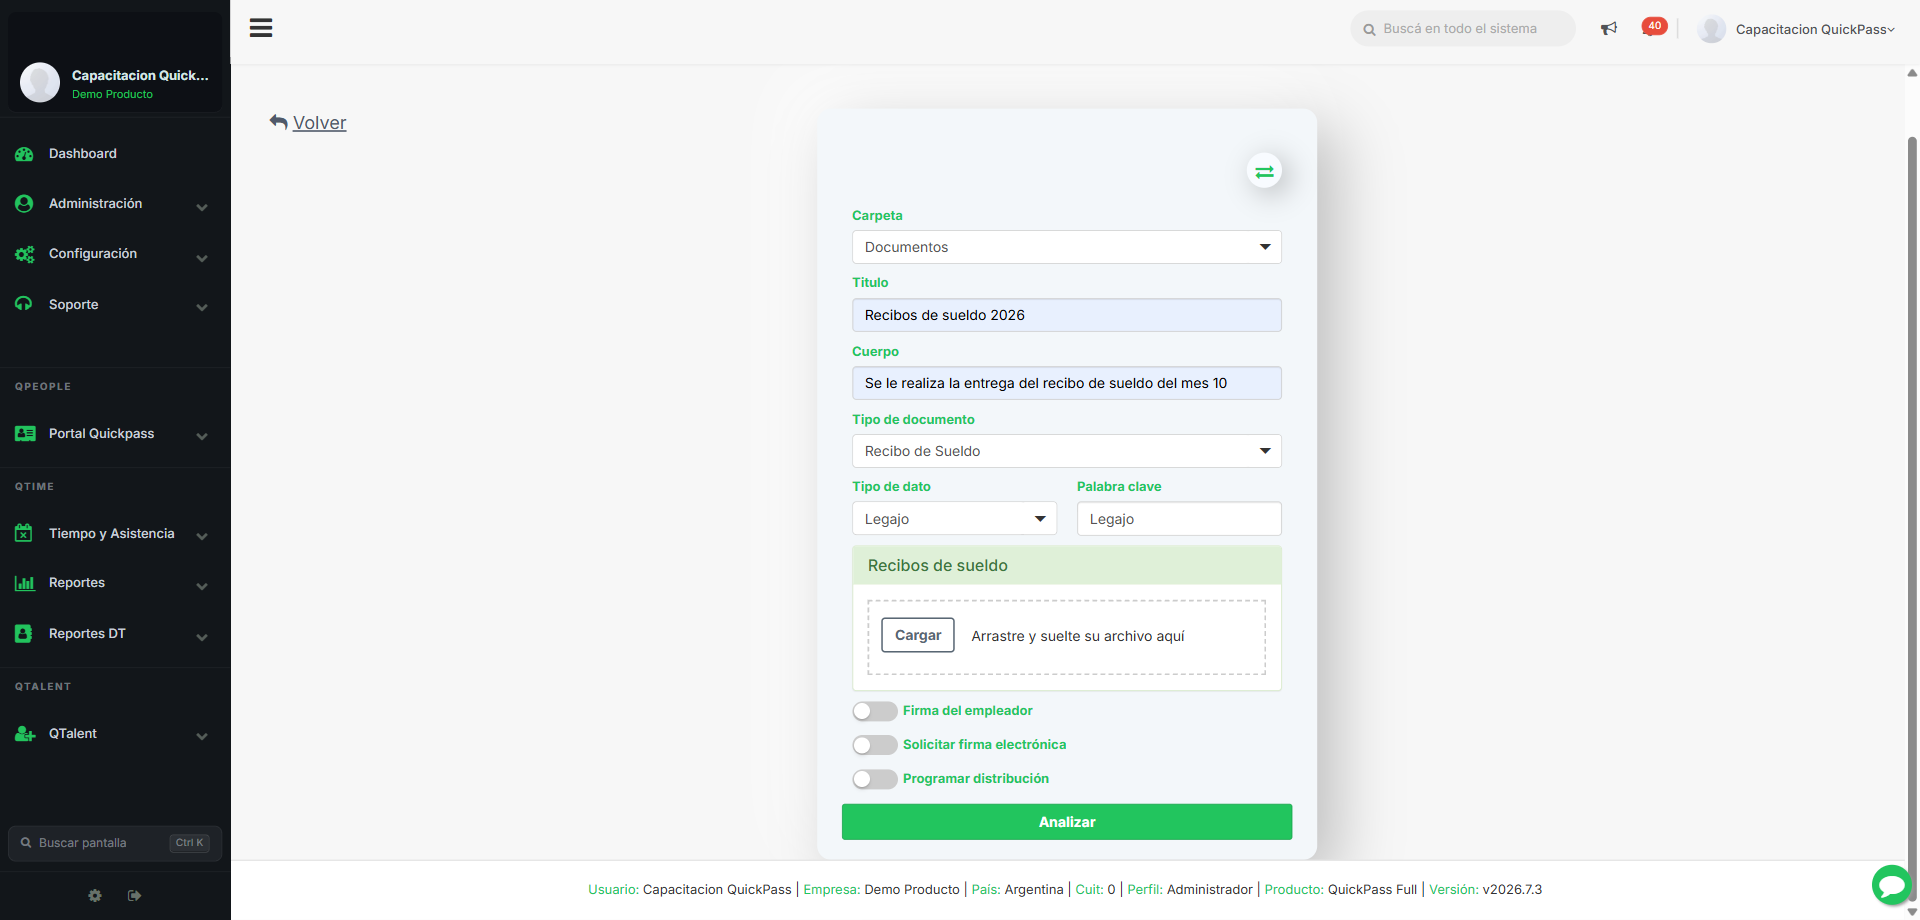 Capacitacion Quick...
Demo Producto
Dashboard
Administración
Configuración
Soporte
QPEOPLE
Portal Quickpass
QTIME
Tiempo y Asistencia
Reportes
Reportes DT
QTALENT
QTalent
Buscar pantalla
Ctrl K
Buscá en todo el sistema
40
Capacitacion QuickPass
Volver
Carpeta
Documentos
Titulo
Recibos de sueldo 2026
Cuerpo
Se le realiza la entrega del recibo de sueldo del mes 10
Tipo de documento
Recibo de Sueldo
Tipo de dato Palabra clave
Legajo Legajo
Recibos de sueldo
Cargar Arrastre y suelte su archivo aquí
Firma del empleador
Solicitar firma electrónica
Programar distribución
Analizar
Usuario: Capacitacion QuickPass | Empresa: Demo Producto | País: Argentina | Cuit: 0 | Perfil: Administrador | Producto: QuickPass Full | Versión: v2026.7.3